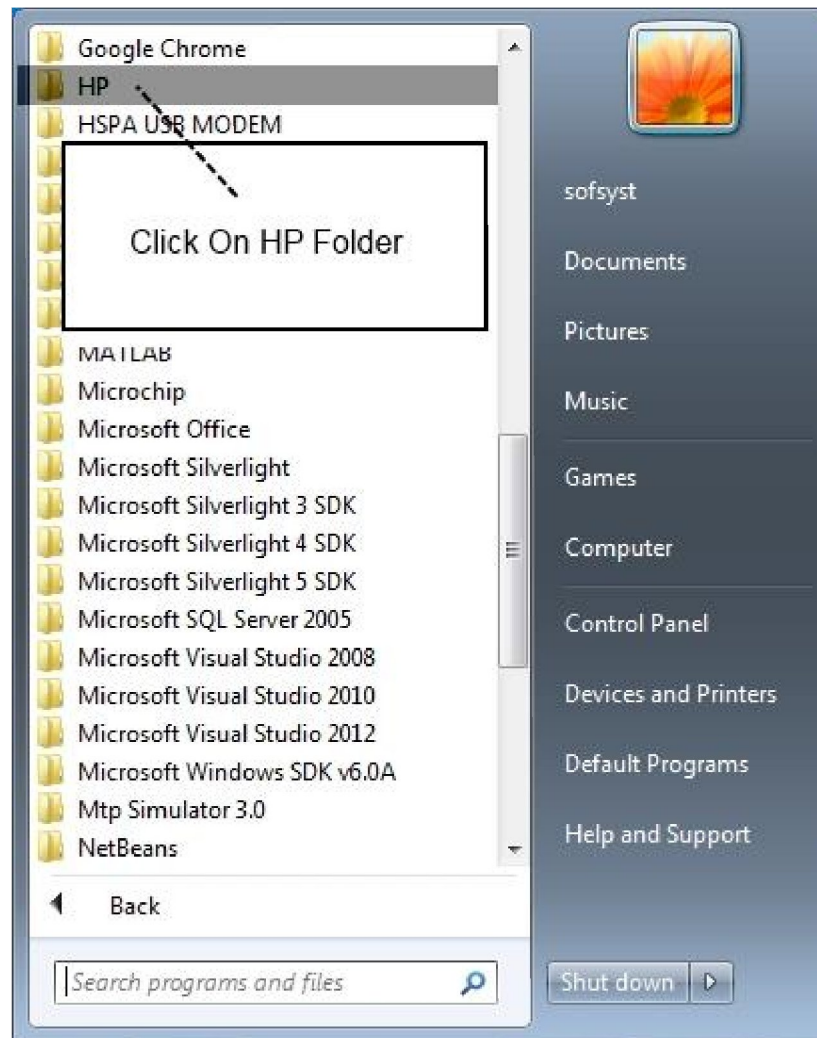 Google Chrome
HP
HSPA USB MODEM
Click On HP Folder
MATLAB
Microchip
Microsoft Office
Microsoft Silverlight
Microsoft Silverlight 3 SDK
Microsoft Silverlight 4 SDK
Microsoft Silverlight 5 SDK
Microsoft SQL Server 2005
Microsoft Visual Studio 2008
Microsoft Visual Studio 2010
Microsoft Visual Studio 2012
Microsoft Windows SDK v6.0A
Mtp Simulator 3.0
NetBeans
Back
Search programs and files
sofsyst
Documents
Pictures
Music
Games
Computer
Control Panel
Devices and Printers
Default Programs
Help and Support
Shut down